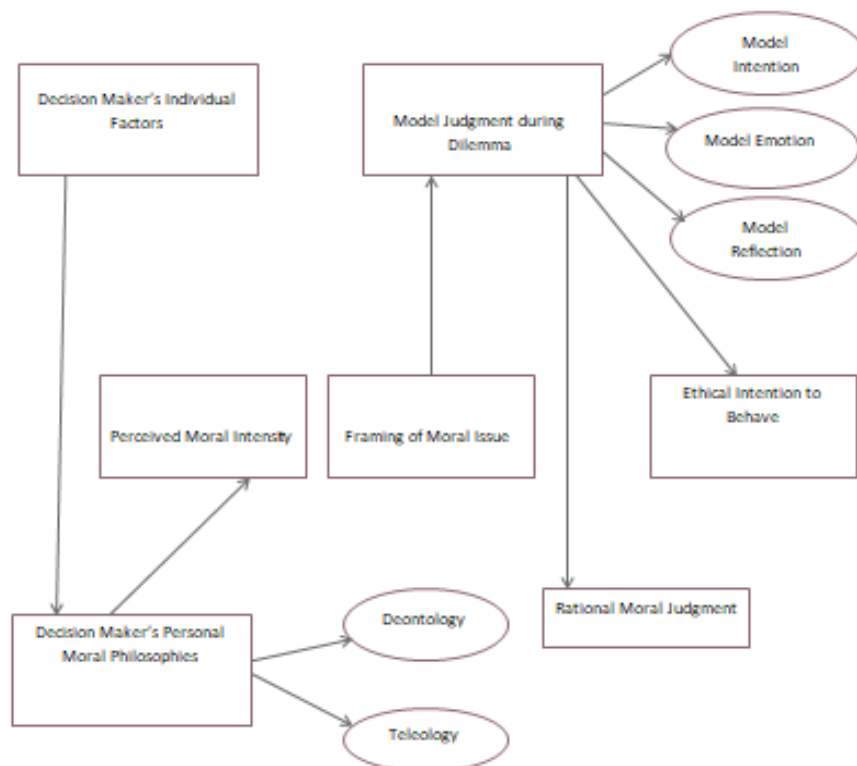 Model
Intention
Decision Maker's Individual
Factors
Model Judgment during
Dilemma
Model Emotion
Model
Reflection
Perceived Moral Intensity
Framing of Moral Issue
Ethical Intention to
Behave
Decision Maker's Personal
Moral Philosophies
Deontology
Rational Moral Judgment
Teleology